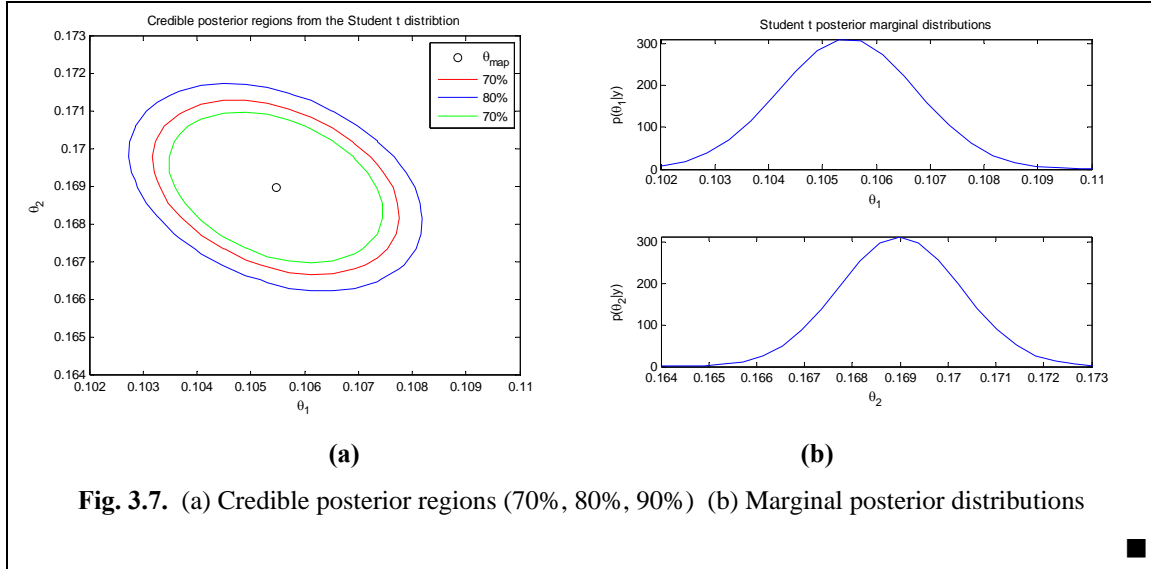 Credible posterior regions from the Student t distribtion
0.173
0.172
0.171
0.17
0.169
0.168
0.167
0.166
0.165
0.164
θ2
0.102 0.103 0.104 0.105 0.106 0.107 0.108 0.109 0.11
θ1
θmap
70%
80%
70%
(a)
Student t posterior marginal distributions
300
200
100
0
p(θ1|y)
0.102 0.103 0.104 0.105 0.106 0.107 0.108 0.109 0.11
θ1
300
200
100
0
p(θ2|y)
0.164 0.165 0.166 0.167 0.168 0.169 0.17 0.171 0.172 0.173
θ2
(b)
Fig. 3.7. (a) Credible posterior regions (70%, 80%, 90%) (b) Marginal posterior distributions